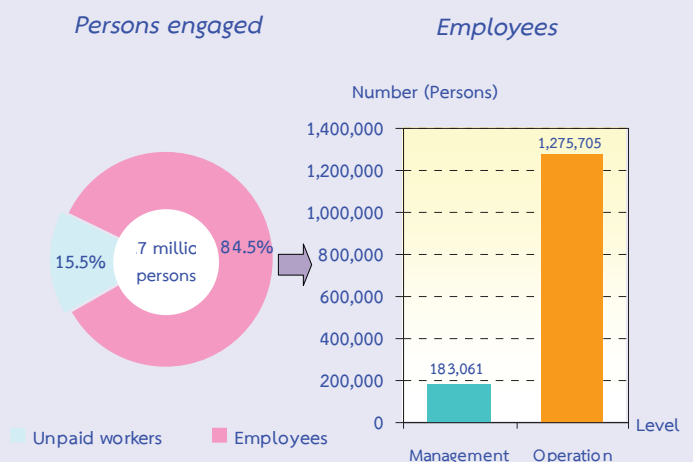 Persons engaged
Employees
Number (Persons)
1,400,000
1,200,000
1,000,000
800,000
600,000
400,000
200,000
0
1,275,705
183,061
Level
Management
Operation
.7 millic
persons
84.5%
15.5%
Unpaid workers
Employees